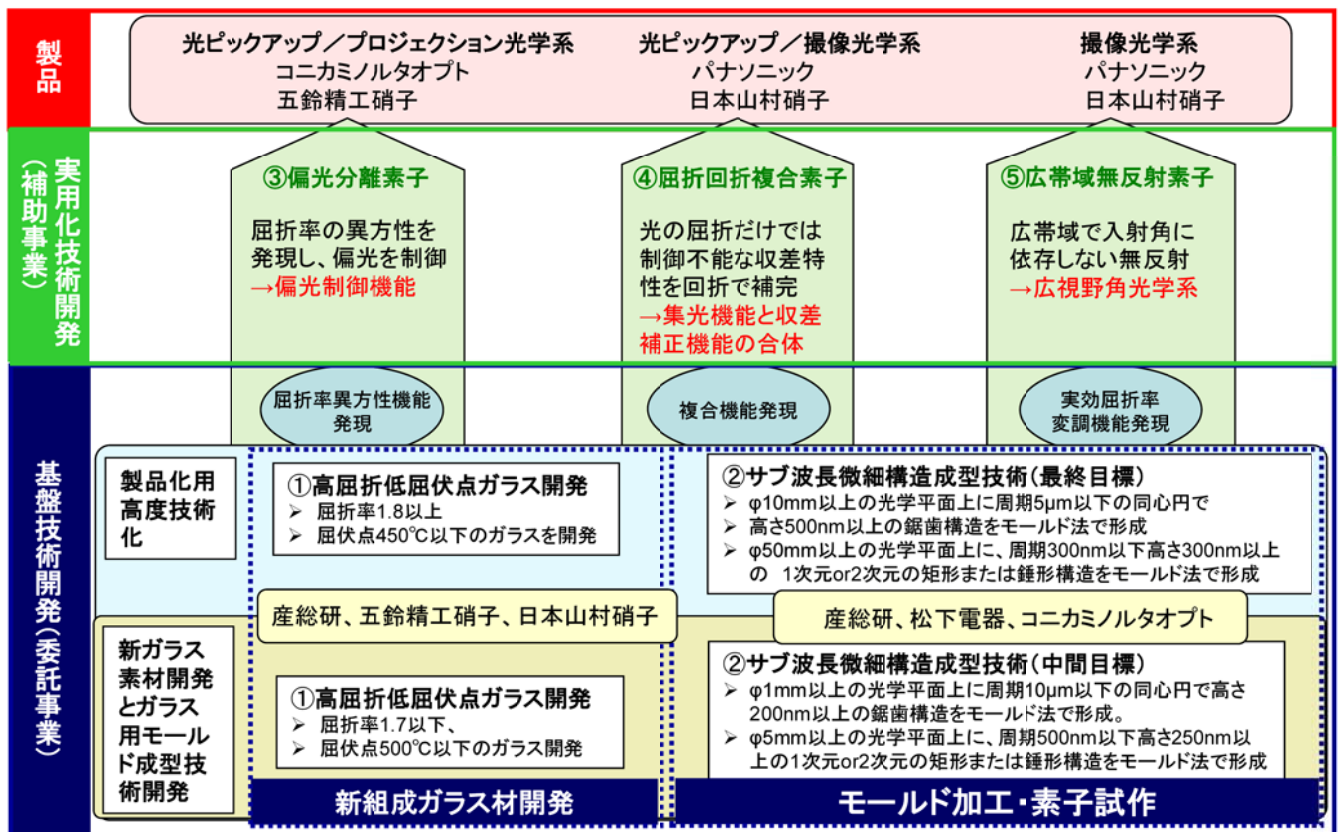 製品
光ピックアップ／プロジェクション光学系
コニカミノルタオプト
五鈴精工硝子
光ピックアップ／撮像光学系
パナソニック
日本山村硝子
撮像光学系
パナソニック
日本山村硝子
実用化技術開発
（補助事業）
③偏光分離素子
屈折率の異方性を
発現し、偏光を制御
→偏光制御機能
④屈折回折複合素子
光の屈折だけでは
制御不能な収差特
性を回折で補完
→集光機能と収差
補正機能の合体
⑤広帯域無反射素子
広帯域で入射角に
依存しない無反射
→広視野角光学系
基盤技術開発（委託事業）
屈折率異方性機能
発現
複合機能発現
実効屈折率
変調機能発現
製品化用
高度技術
化
①高屈折低屈伏点ガラス開発
➢ 屈折率1.8以上
➢ 屈伏点450℃以下のガラスを開発
②サブ波長微細構造成型技術（最終目標）
➢ φ10mm以上の光学平面上に周期5μm以下の同心円で
➢ 高さ500nm以上の鋸歯構造をモールド法で形成
➢ φ50mm以上の光学平面上に、周期300nm以下高さ300nm以上
の 1次元or2次元の矩形または錘形構造をモールド法で形成
産総研、五鈴精工硝子、日本山村硝子
産総研、松下電器、コニカミノルタオプト
新ガラス
素材開発
とガラス
用モール
ド成型技
術開発
①高屈折低屈伏点ガラス開発
➢ 屈折率1.7以下、
➢ 屈伏点500℃以下のガラス開発
②サブ波長微細構造成型技術（中間目標）
➢ φ1mm以上の光学平面上に周期10μm以下の同心円で高さ
200nm以上の鋸歯構造をモールド法で形成。
➢ φ5mm以上の光学平面上に、周期500nm以下高さ250nm以
上の1次元or2次元の矩形または錘形構造をモールド法で形成
新組成ガラス材開発
モールド加工・素子試作